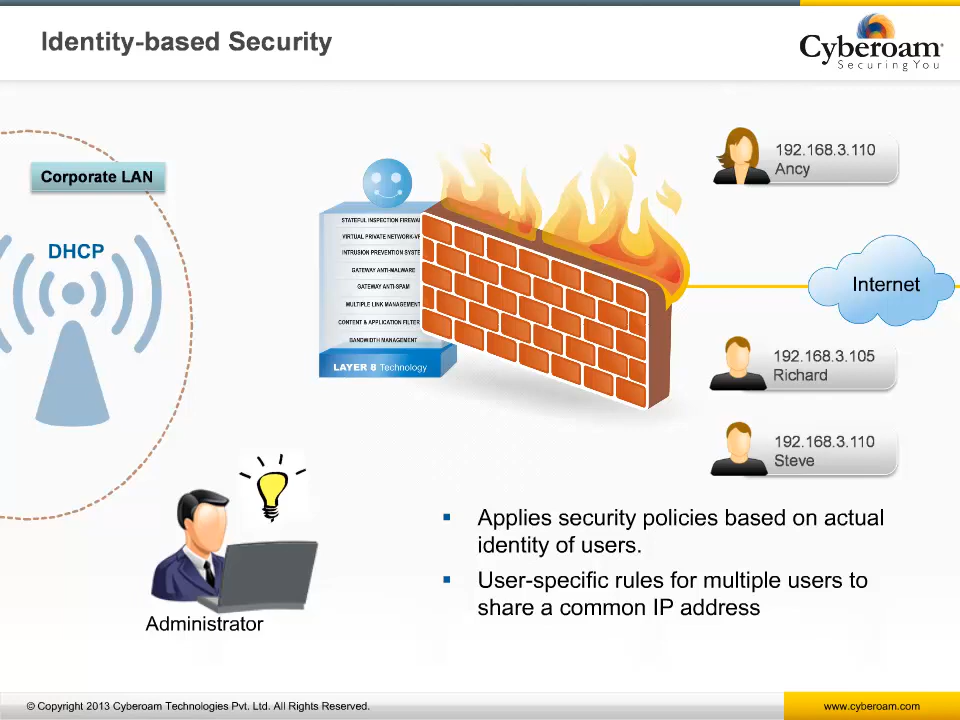 Identity-based Security
Cyberoam
Securing You
192.168.3.110
Ancy
Corporate LAN
DHCP
STATEFUL INSPECTION FIREWAL
VIRTUAL PRIVATE NETWORK-VP
INTRUSION PREVENTION SYSTE
GATEWAY ANTI-MALWARE
GATEWAY ANTI-SPAM
MULTIPLE LINK MANAGEMENT
CONTENT & APPLICATION FILTER
BANDWIDTH MANAGEMENT
LAYER 8 Technology
Internet
192.168.3.105
Richard
192.168.3.110
Steve
Administrator
▪ Applies security policies based on actual
identity of users.
▪ User-specific rules for multiple users to
share a common IP address
© Copyright 2013 Cyberoam Technologies Pvt. Ltd. All Rights Reserved.
www.cyberoam.com